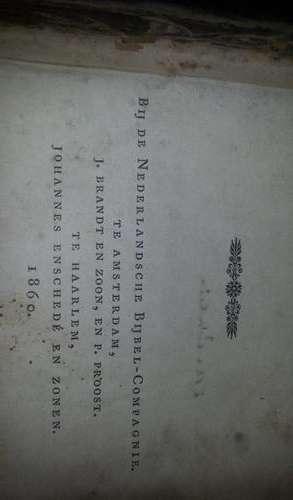 BIJ DE NEDERLANDSCHE BIJBEL-COMPAGNIE.
TE AMSTERDAM,
J. BRANDT EN ZOON, EN P. PROOST.
TE HAARLEM,
JOHANNES ENSCHEDÉ EN ZONEN.
1860.